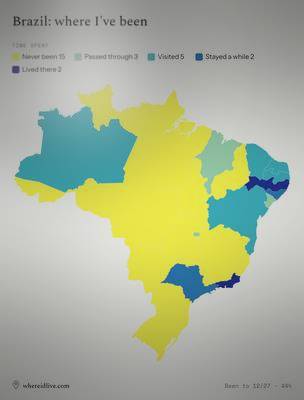 Brazil: where I've been
TIME SPENT
Never been 15 Passed through 3 Visited 5 Stayed a while 2
Lived there 2
whereidlive.com
Been to 12/27 · 44%